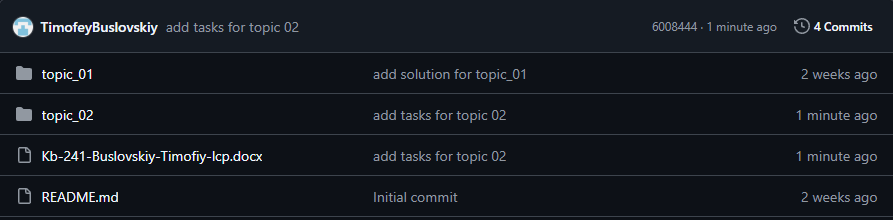 TimofeyBuslovskiy add tasks for topic 02 6008444 · 1 minute ago 4 Commits
topic_01 add solution for topic_01 2 weeks ago
topic_02 add tasks for topic 02 1 minute ago
Kb-241-Buslovskiy-Timofiy-lcp.docx add tasks for topic 02 1 minute ago
README.md Initial commit 2 weeks ago